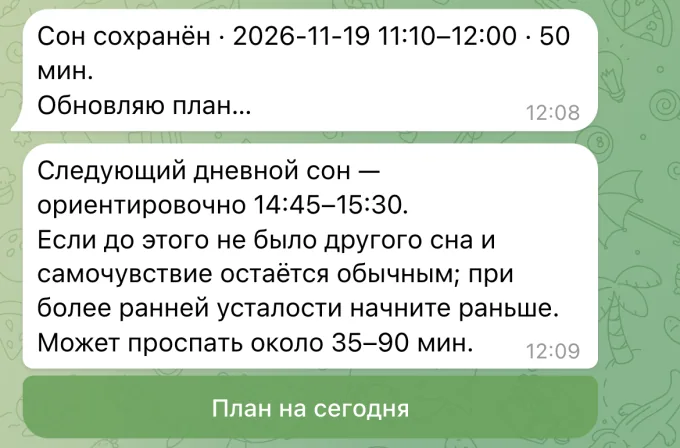 Сон сохранён · 2026-11-19 11:10–12:00 · 50
мин.
Обновляю план...
12:08
Следующий дневной сон —
ориентировочно 14:45–15:30.
Если до этого не было другого сна и
самочувствие остаётся обычным; при
более ранней усталости начните раньше.
Может проспать около 35–90 мин.
12:09
План на сегодня